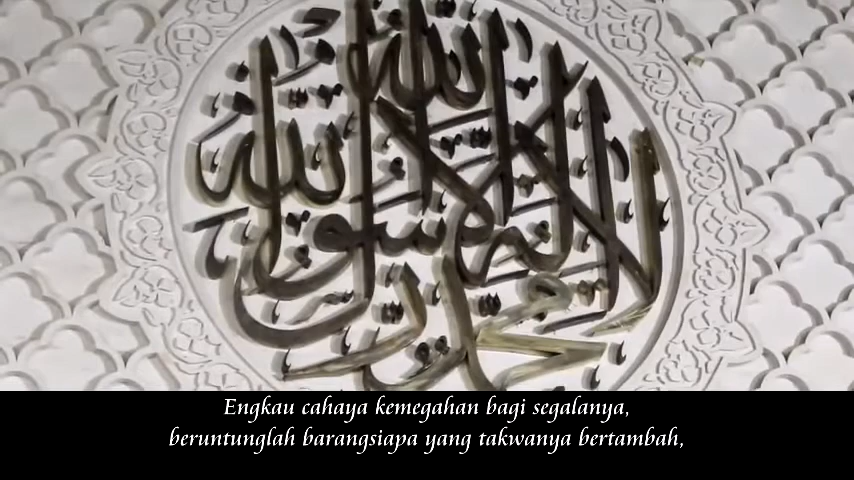 لا إله إلا الله
محمد رسول الله
Engkau cahaya kemegahan bagi segalanya,
beruntunglah barangsiapa yang takwanya bertambah,